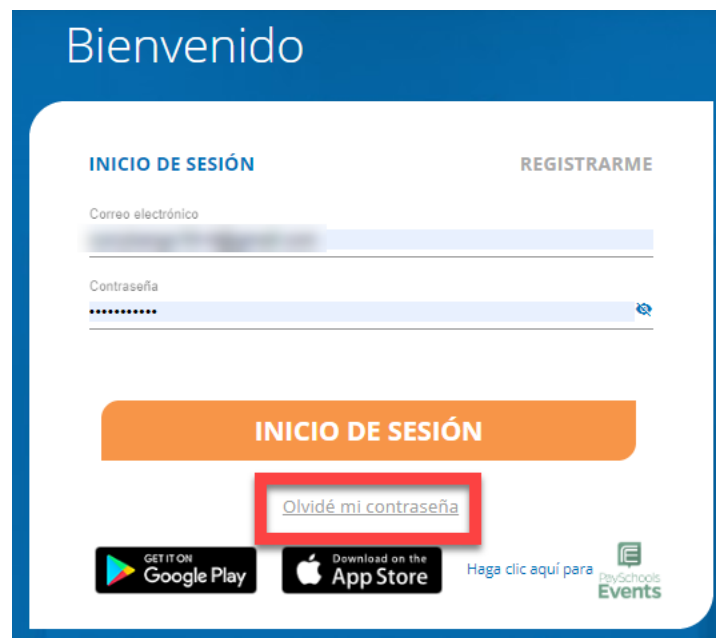 Bienvenido
INICIO DE SESIÓN
REGISTRARME
Correo electrónico
Contraseña
•••••••••••
INICIO DE SESIÓN
Olvidé mi contraseña
GET IT ON
Google Play
Download on the
App Store
Haga clic aquí para
PaySchools
Events